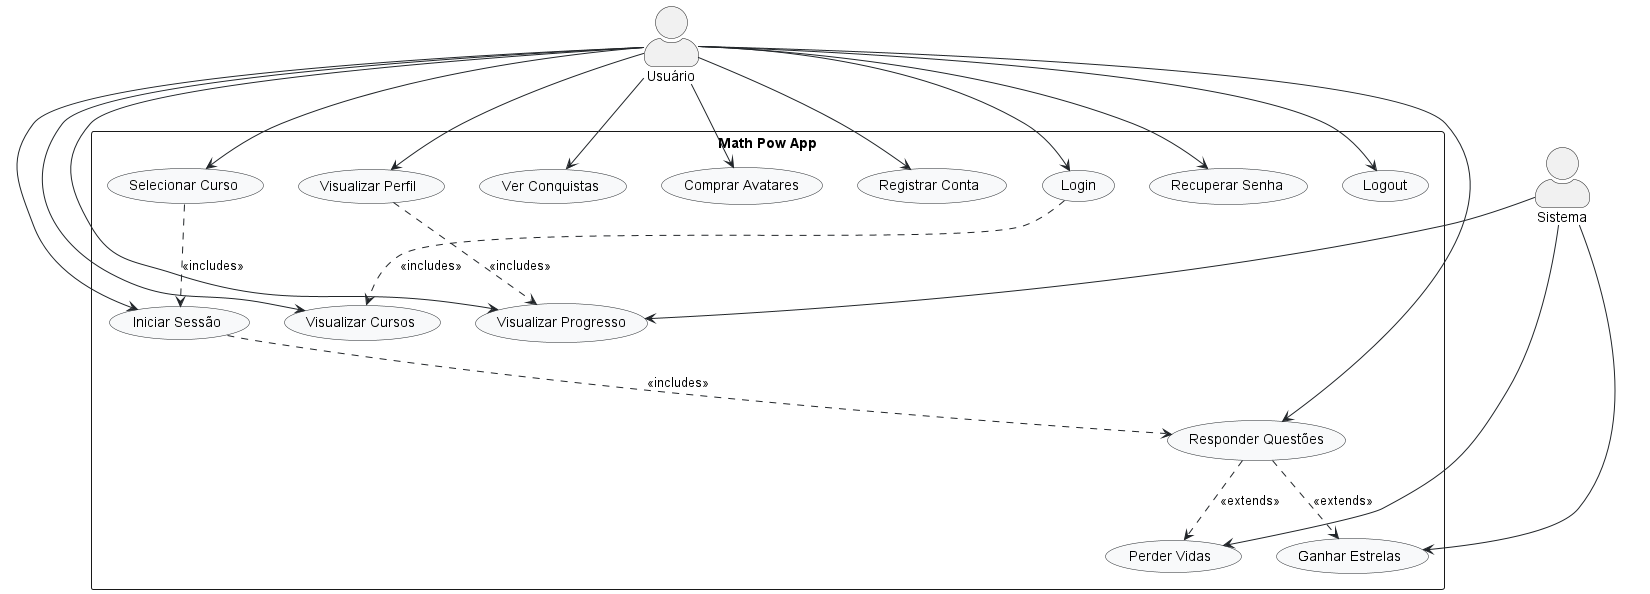 Usuário
Math Pow App
Selecionar Curso
Visualizar Perfil
Ver Conquistas
Comprar Avatares
Registrar Conta
Login
Recuperar Senha
Logout
Sistema
«includes»
«includes»
«includes»
Iniciar Sessão
Visualizar Cursos
Visualizar Progresso
«includes»
Responder Questões
«extends»
«extends»
Perder Vidas
Ganhar Estrelas